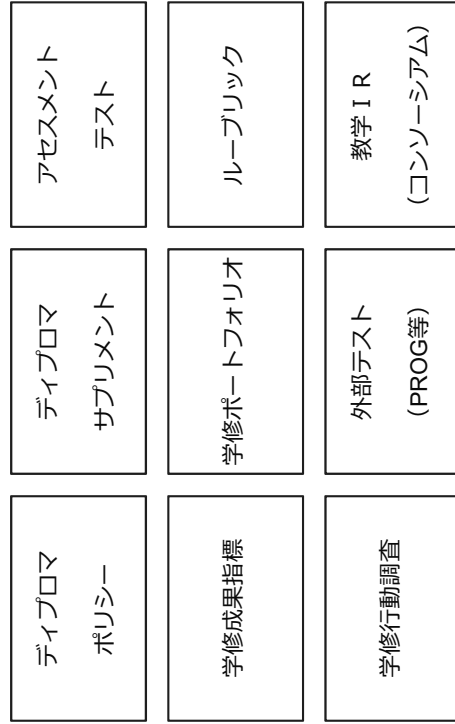 ディプロマ
ポリシー
ディプロマ
サプリメント
アセスメント
テスト
学修成果指標
学修ポートフォリオ
ルーブリック
学修行動調査
外部テスト
(PROG等)
教学ＩＲ
(コンソーシアム)